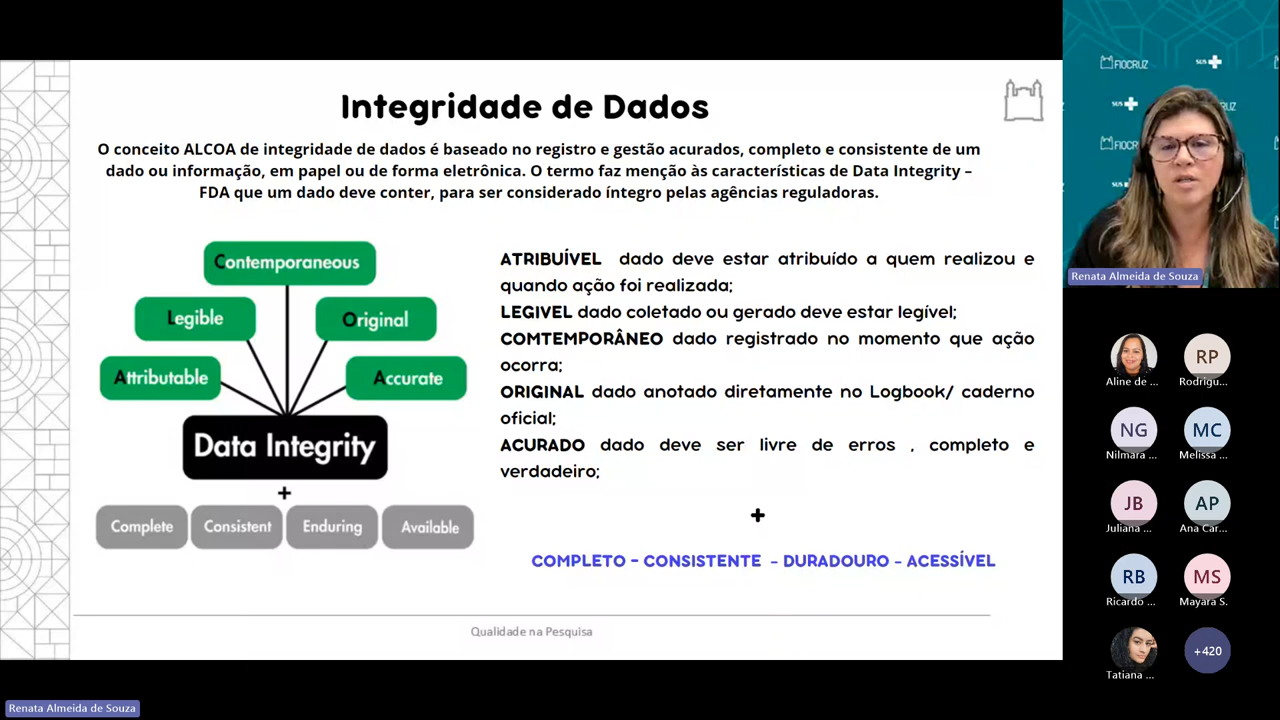 Integridade de Dados
O conceito ALCOA de integridade de dados é baseado no registro e gestão acurados, completo e consistente de um
dado ou informação, em papel ou de forma eletrônica. O termo faz menção às características de Data Integrity –
FDA que um dado deve conter, para ser considerado íntegro pelas agências reguladoras.
Contemporaneous
Legible
Original
Attributable
Accurate
Data Integrity
+
Complete
Consistent
Enduring
Available
ATRIBUÍVEL dado deve estar atribuído a quem realizou e
quando ação foi realizada;
LEGIVEL dado coletado ou gerado deve estar legível;
COMTEMPORÂNEO dado registrado no momento que ação
ocorra;
ORIGINAL dado anotado diretamente no Logbook/ caderno
oficial;
ACURADO dado deve ser livre de erros , completo e
verdadeiro;
+
COMPLETO - CONSISTENTE - DURADOURO - ACESSÍVEL
Qualidade na Pesquisa
FIOCRUZ
SUS
SUS
FIOCR
SUS
Renata Almeida de Souza
Aline de ...
RP
Rodrigu...
NG
Nilmara ...
MC
Melissa ...
JB
Juliana ...
AP
Ana Car...
RB
Ricardo ...
MS
Mayara S.
Tatiana ...
+420
Renata Almeida de Souza